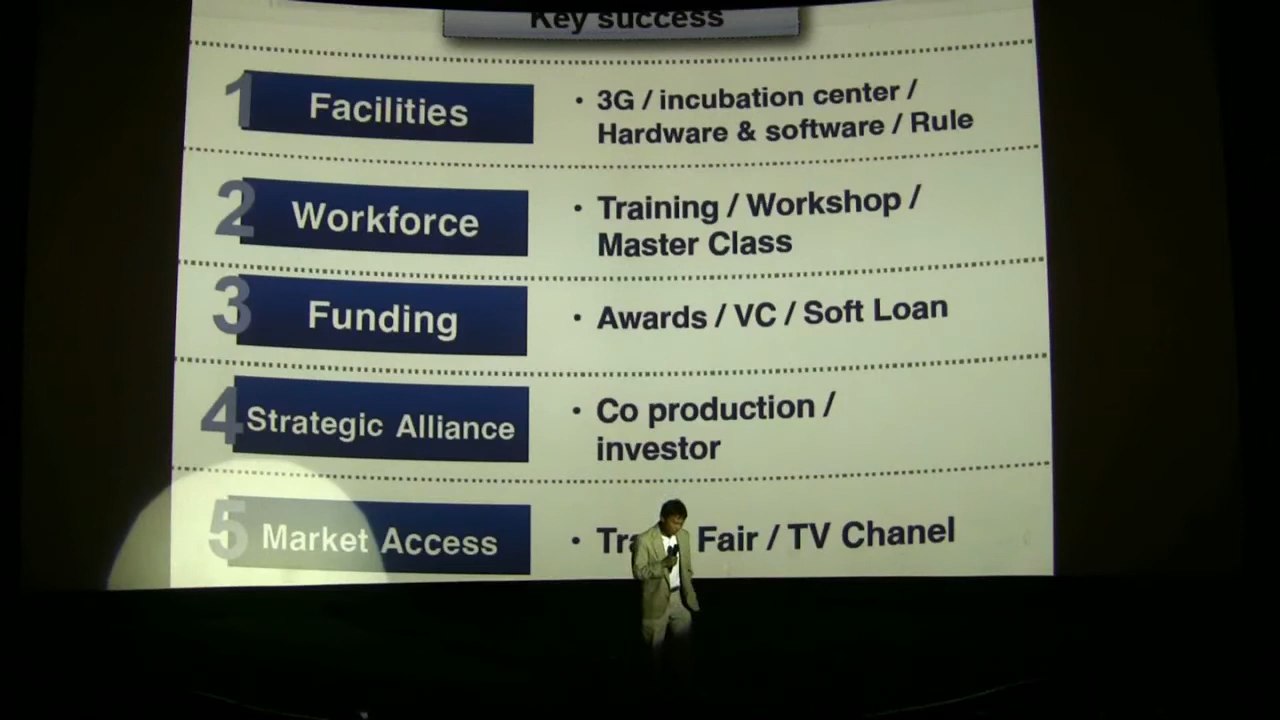 Key success
1 Facilities
• 3G / incubation center /
Hardware & software / Rule
2 Workforce
• Training / Workshop /
Master Class
3 Funding
• Awards / VC / Soft Loan
4 Strategic Alliance
• Co production /
investor
5 Market Access
• Fair / TV Chanel